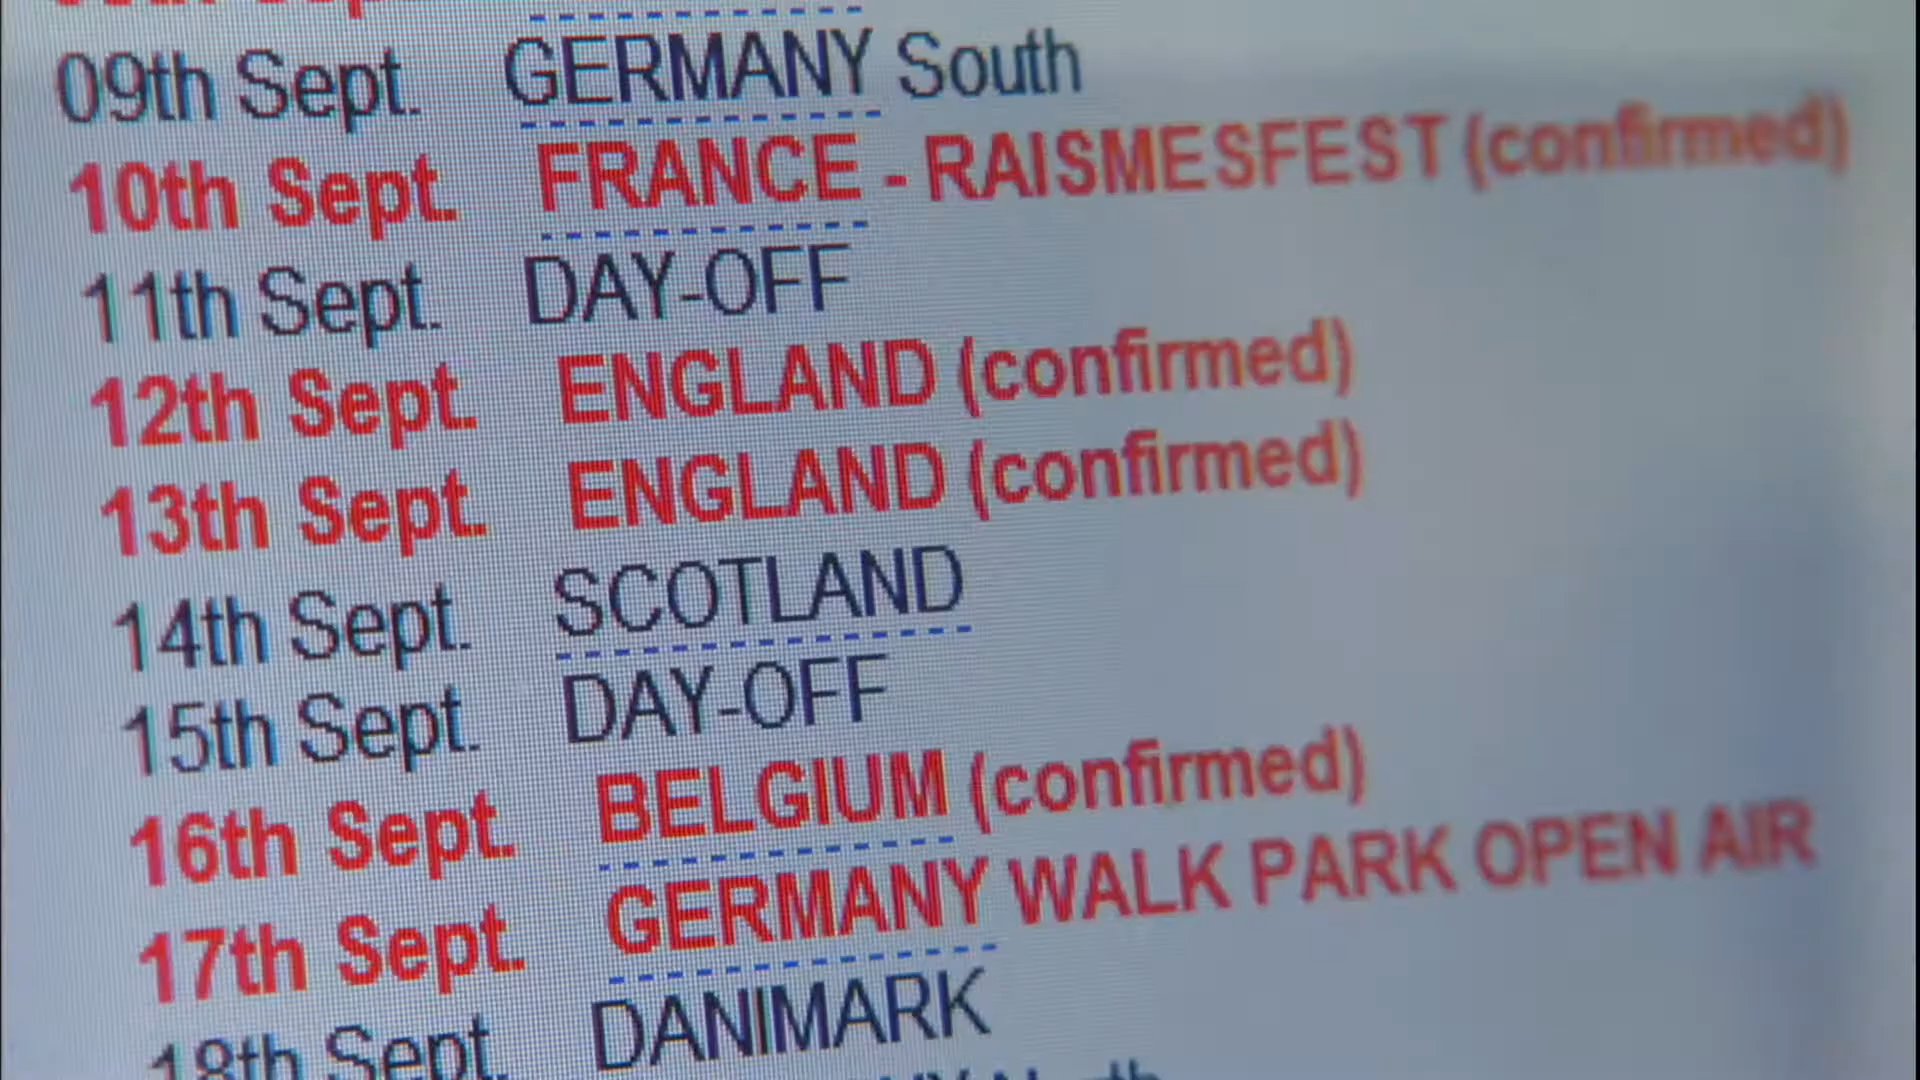 09th Sept. GERMANY South
10th Sept. FRANCE - RAISMESFEST (confirmed)
11th Sept. DAY-OFF
12th Sept. ENGLAND (confirmed)
13th Sept. ENGLAND (confirmed)
14th Sept. SCOTLAND
15th Sept. DAY-OFF
16th Sept. BELGIUM (confirmed)
17th Sept. GERMANY WALK PARK OPEN AIR
18th Sept. DANIMARK